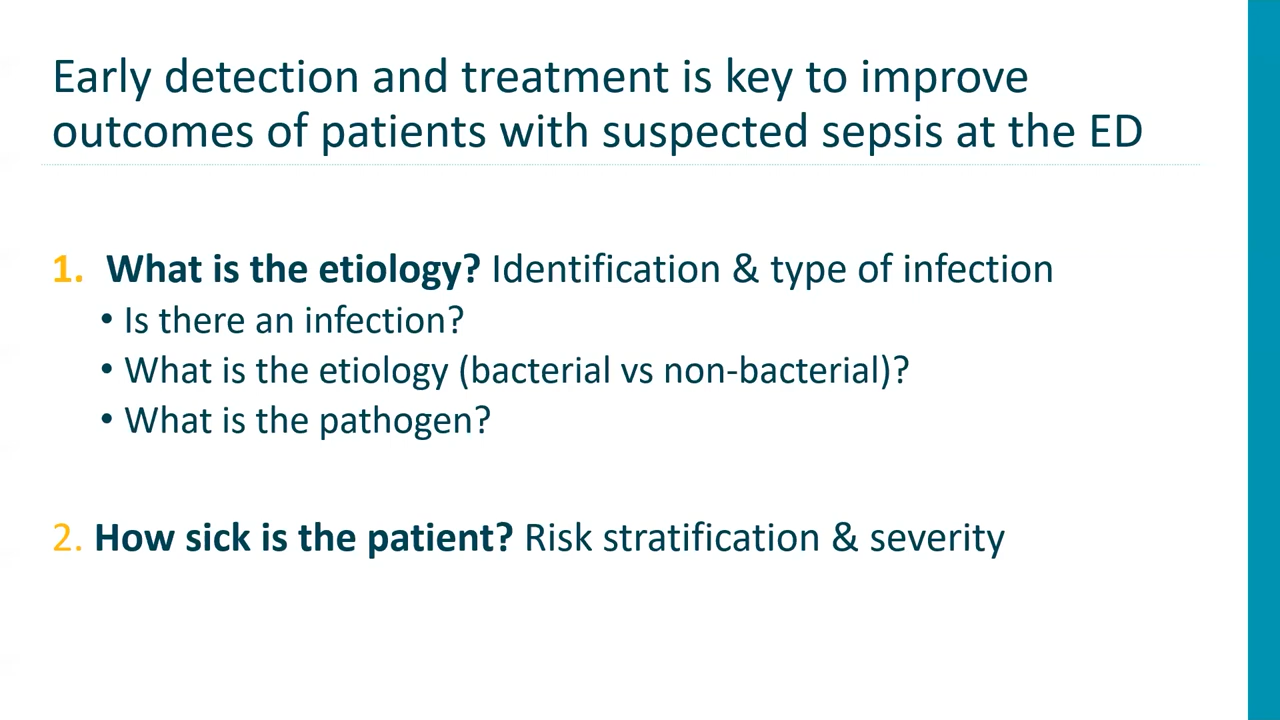 Early detection and treatment is key to improve
outcomes of patients with suspected sepsis at the ED
1. What is the etiology? Identification & type of infection
• Is there an infection?
• What is the etiology (bacterial vs non-bacterial)?
• What is the pathogen?
2. How sick is the patient? Risk stratification & severity